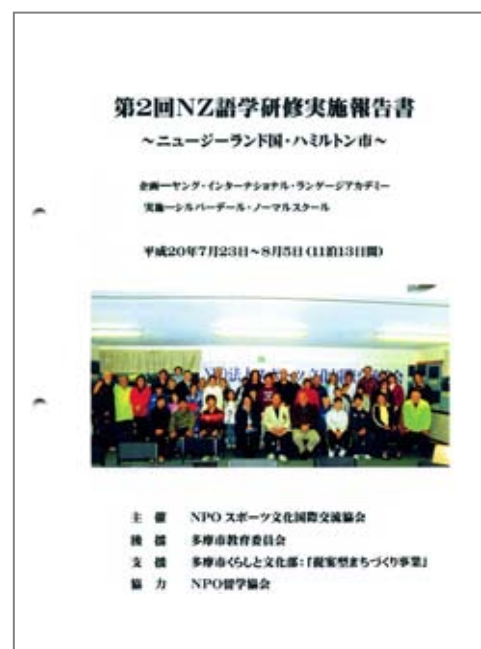 第2回NZ語学研修実施報告書
～ニュージーランド国・ハミルトン市～
企画ーヤング・インターナショナル・ランゲージアカデミー
実施ーシルバーデール・ノーマルスクール
平成20年7月23日～8月5日(11泊13日間)
主 催 NPO スポーツ文化国際交流協会
後 援 多摩市教育委員会
支 援 多摩市くらしと文化部：「提案型まちづくり事業」
協 力 NPO留学協会